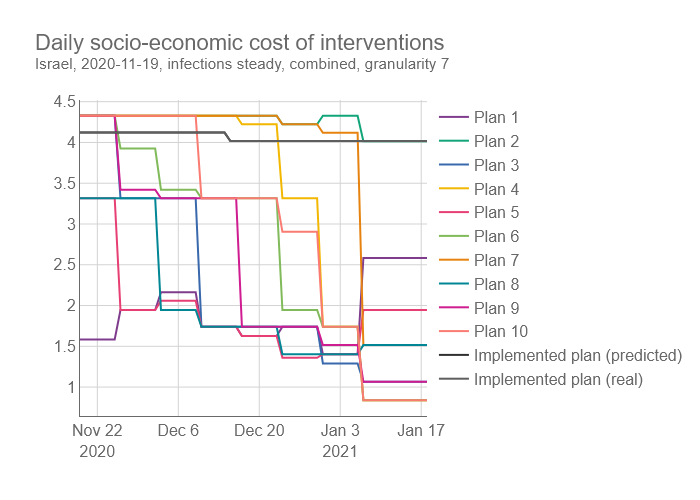 Daily socio-economic cost of interventions
Israel, 2020-11-19, infections steady, combined, granularity 7
4.5
4
3.5
3
2.5
2
1.5
1
Nov 22
2020
Dec 6
Dec 20
Jan 3
2021
Jan 17
Plan 1
Plan 2
Plan 3
Plan 4
Plan 5
Plan 6
Plan 7
Plan 8
Plan 9
Plan 10
Implemented plan (predicted)
Implemented plan (real)